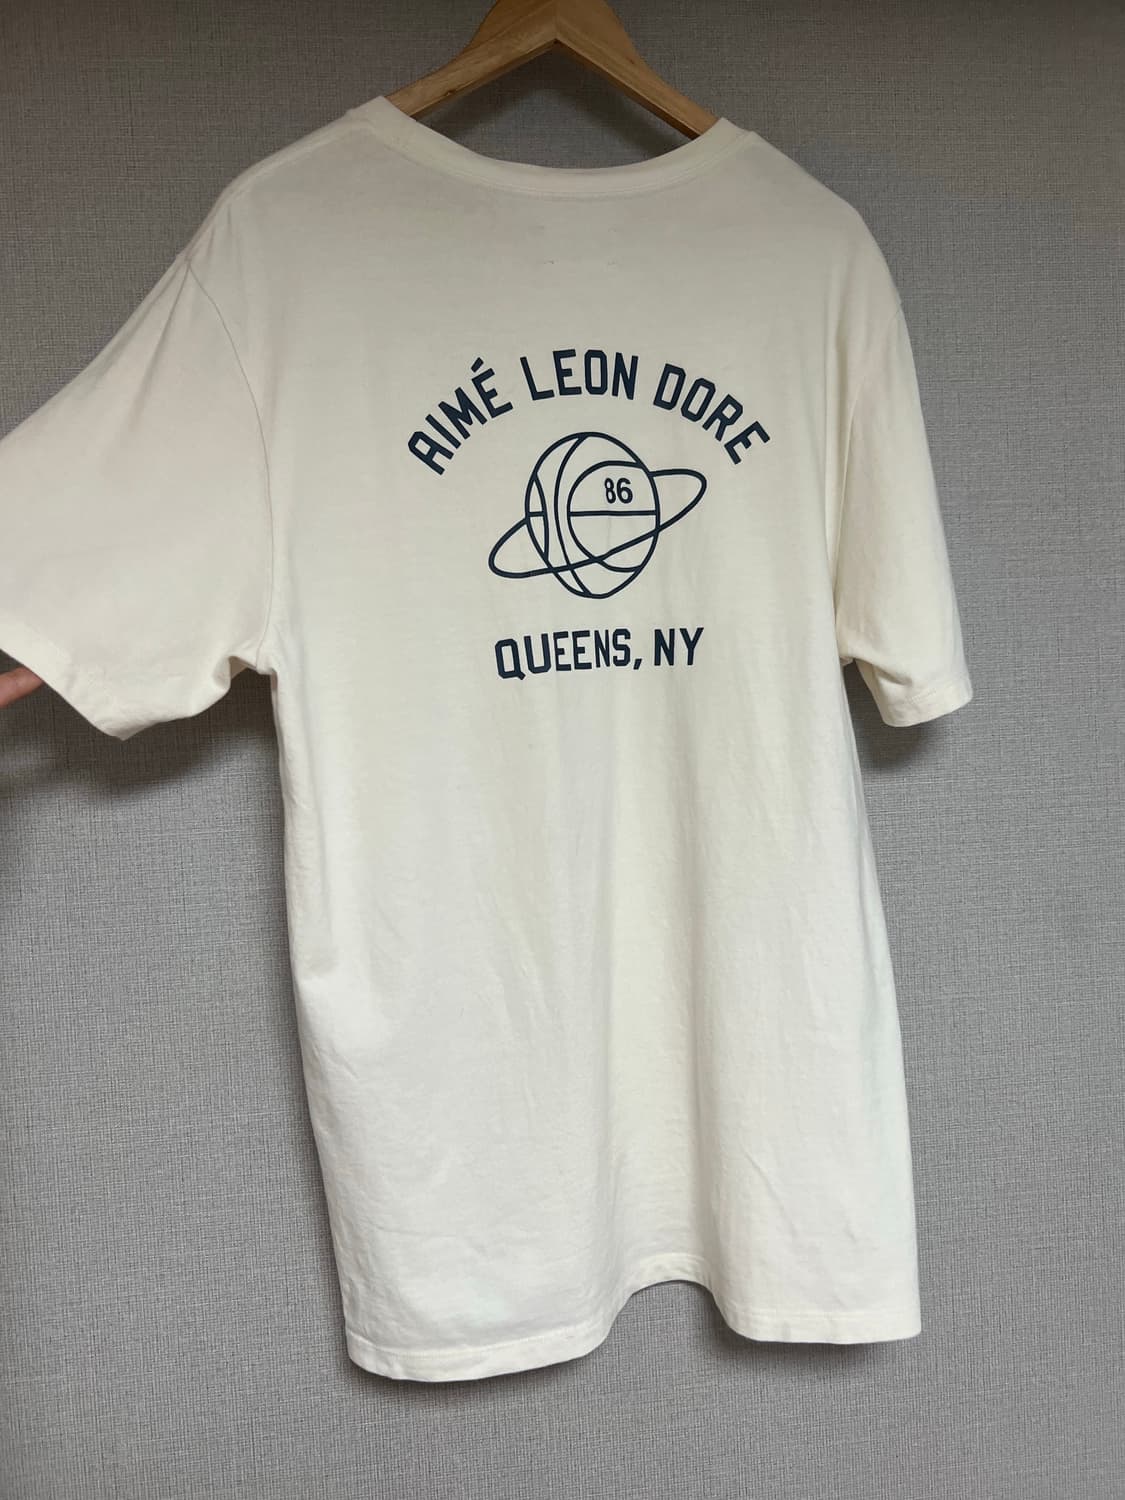 AIMÉ LEON DORE
86
QUEENS, NY